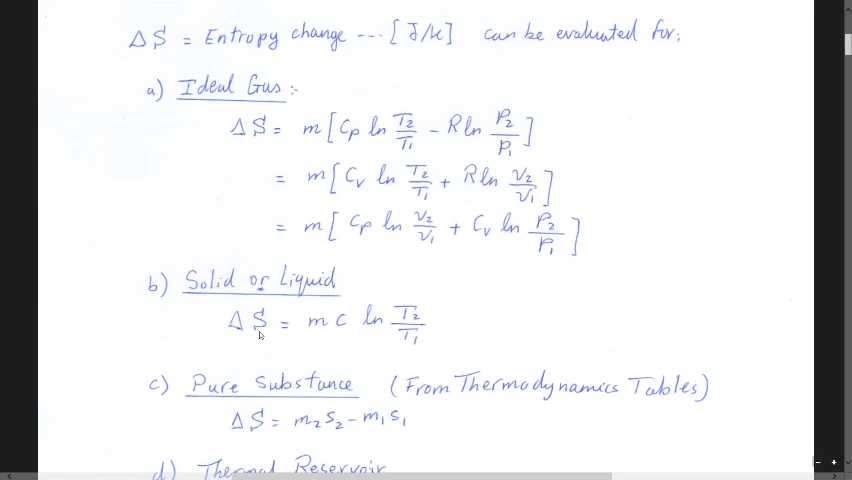 ΔS = Entropy change ... [J/K] can be evaluated for;
a) Ideal Gas :-
ΔS = m [ Cp ln T2/T1 - R ln P2/P1 ]
= m [ Cv ln T2/T1 + R ln v2/v1 ]
= m [ Cp ln v2/v1 + Cv ln P2/P1 ]
b) Solid or Liquid
ΔS = m c ln T2/T1
c) Pure Substance (From Thermodynamics Tables)
ΔS = m2 s2 - m1 s1
d) Thermal Reservoir